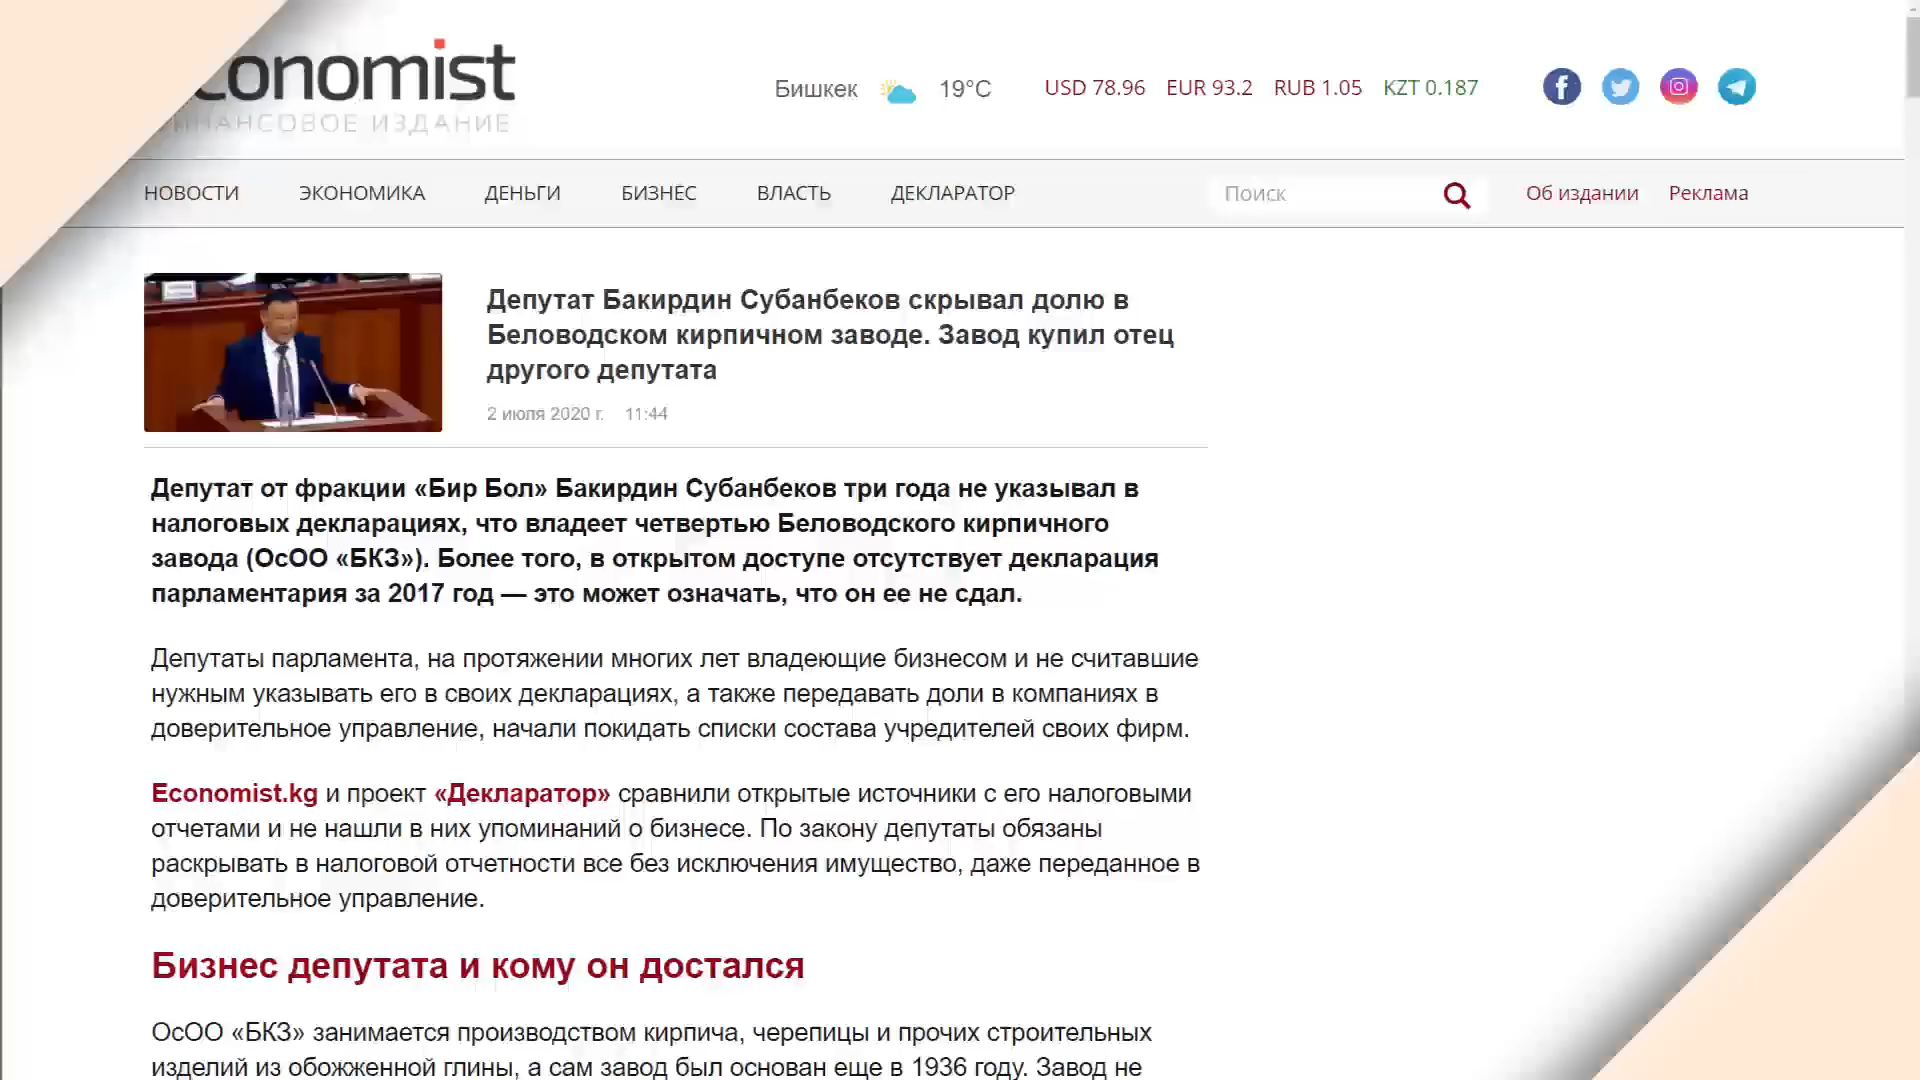 conomist
ФИНАНСОВОЕ ИЗДАНИЕ
Бишкек 19°C USD 78.96 EUR 93.2 RUB 1.05 KZT 0.187
НОВОСТИ ЭКОНОМИКА ДЕНЬГИ БИЗНЕС ВЛАСТЬ ДЕКЛАРАТОР Поиск Об издании Реклама
Депутат Бакирдин Субанбеков скрывал долю в
Беловодском кирпичном заводе. Завод купил отец
другого депутата
2 июля 2020 г. 11:44
Депутат от фракции «Бир Бол» Бакирдин Субанбеков три года не указывал в
налоговых декларациях, что владеет четвертью Беловодского кирпичного
завода (ОсОО «БКЗ»). Более того, в открытом доступе отсутствует декларация
парламентария за 2017 год — это может означать, что он ее не сдал.
Депутаты парламента, на протяжении многих лет владеющие бизнесом и не считавшие
нужным указывать его в своих декларациях, а также передавать доли в компаниях в
доверительное управление, начали покидать списки состава учредителей своих фирм.
Economist.kg и проект «Декларатор» сравнили открытые источники с его налоговыми
отчетами и не нашли в них упоминаний о бизнесе. По закону депутаты обязаны
раскрывать в налоговой отчетности все без исключения имущество, даже переданное в
доверительное управление.
Бизнес депутата и кому он достался
ОсОО «БКЗ» занимается производством кирпича, черепицы и прочих строительных
изделий из обожженной глины, а сам завод был основан еще в 1936 году. Завод не